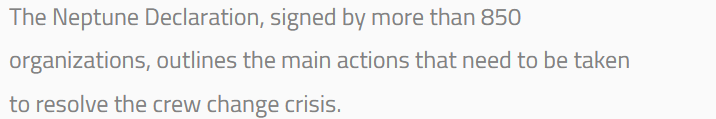 The Neptune Declaration, signed by more than 850
organizations, outlines the main actions that need to be taken
to resolve the crew change crisis.